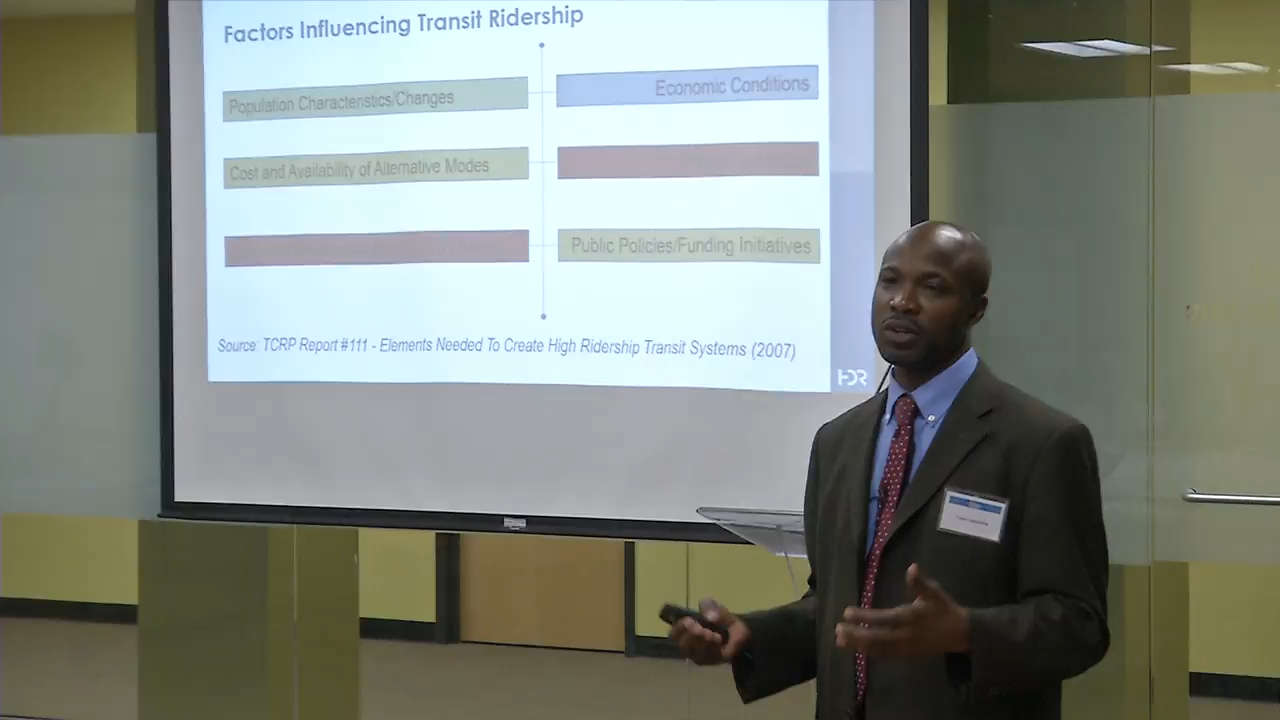 Factors Influencing Transit Ridership
Population Characteristics/Changes
Economic Conditions
Cost and Availability of Alternative Modes
Public Policies/Funding Initiatives
Source: TCRP Report #111 - Elements Needed To Create High Ridership Transit Systems (2007)
HDR